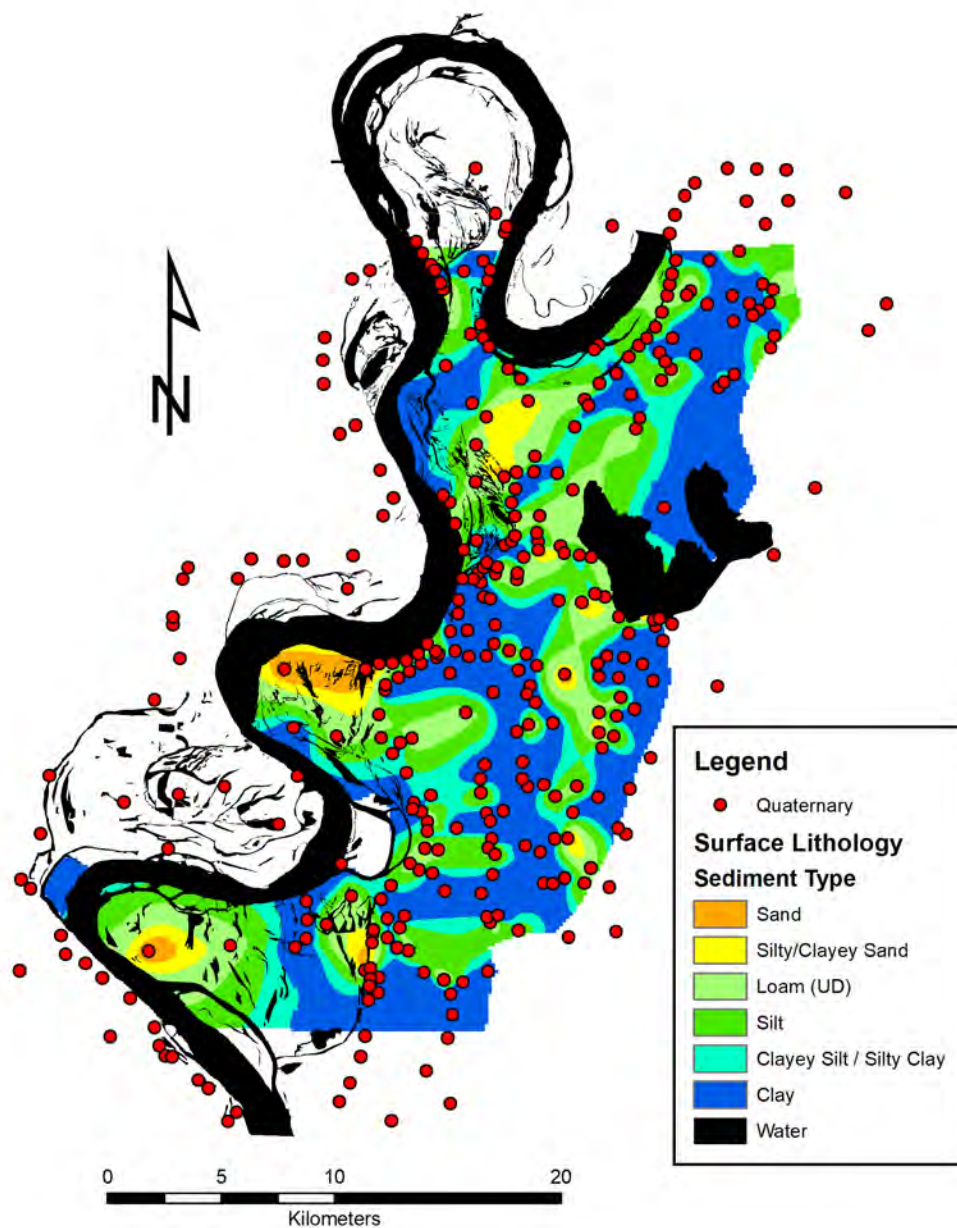 N
Legend
Quaternary
Surface Lithology
Sediment Type
Sand
Silty/Clayey Sand
Loam (UD)
Silt
Clayey Silt / Silty Clay
Clay
Water
0 5 10 20
Kilometers